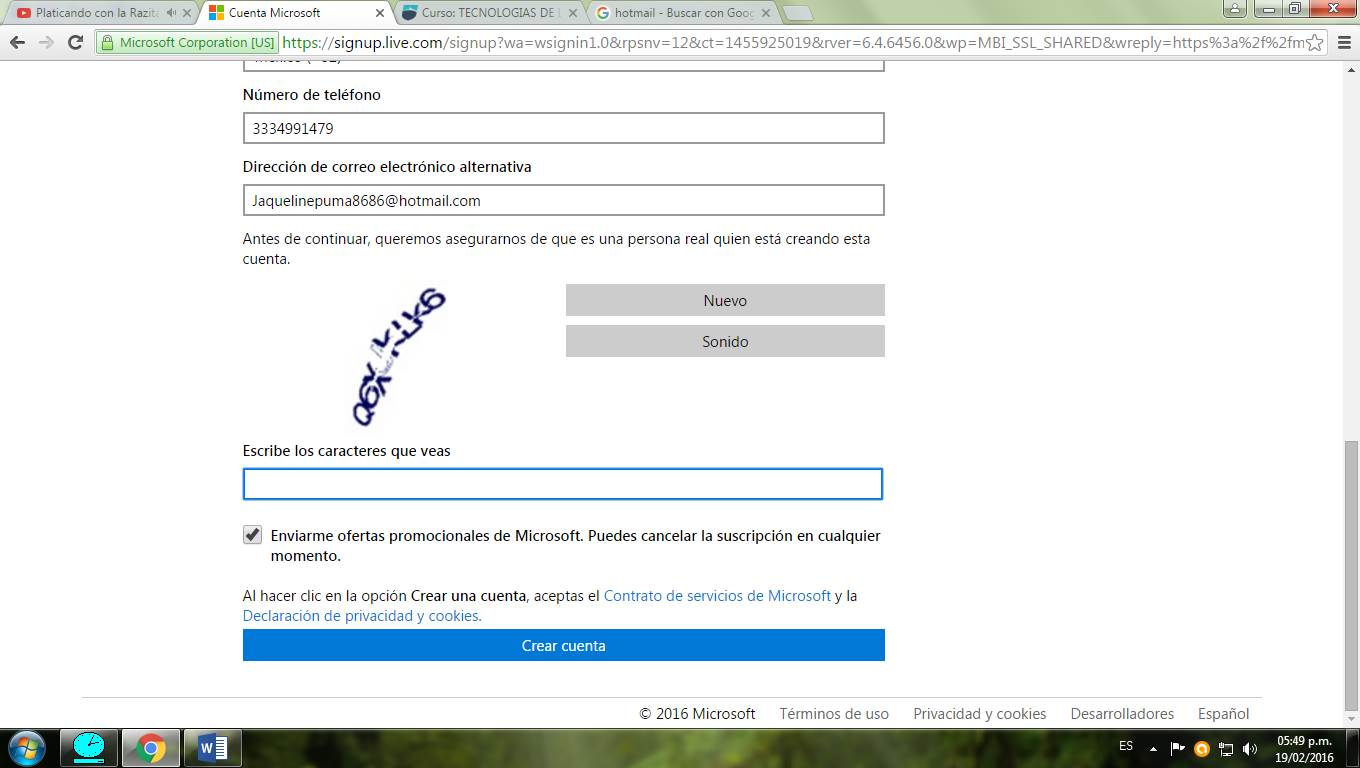 Platicando con la Razita
Cuenta Microsoft
Curso: TECNOLOGIAS DE L
hotmail - Buscar con Goog
Microsoft Corporation [US]
https://signup.live.com/signup?wa=wsignin1.0&rpsnv=12&ct=1455925019&rver=6.4.6456.0&wp=MBI_SSL_SHARED&wreply=https%3a%2f%2fm
Número de teléfono
3334991479
Dirección de correo electrónico alternativa
Jaquelinepuma8686@hotmail.com
Antes de continuar, queremos asegurarnos de que es una persona real quien está creando esta
cuenta.
Nuevo
Sonido
Escribe los caracteres que veas
Enviarme ofertas promocionales de Microsoft. Puedes cancelar la suscripción en cualquier
momento.
Al hacer clic en la opción Crear una cuenta, aceptas el Contrato de servicios de Microsoft y la
Declaración de privacidad y cookies.
Crear cuenta
© 2016 Microsoft
Términos de uso
Privacidad y cookies
Desarrolladores
Español
ES
05:49 p.m.
19/02/2016